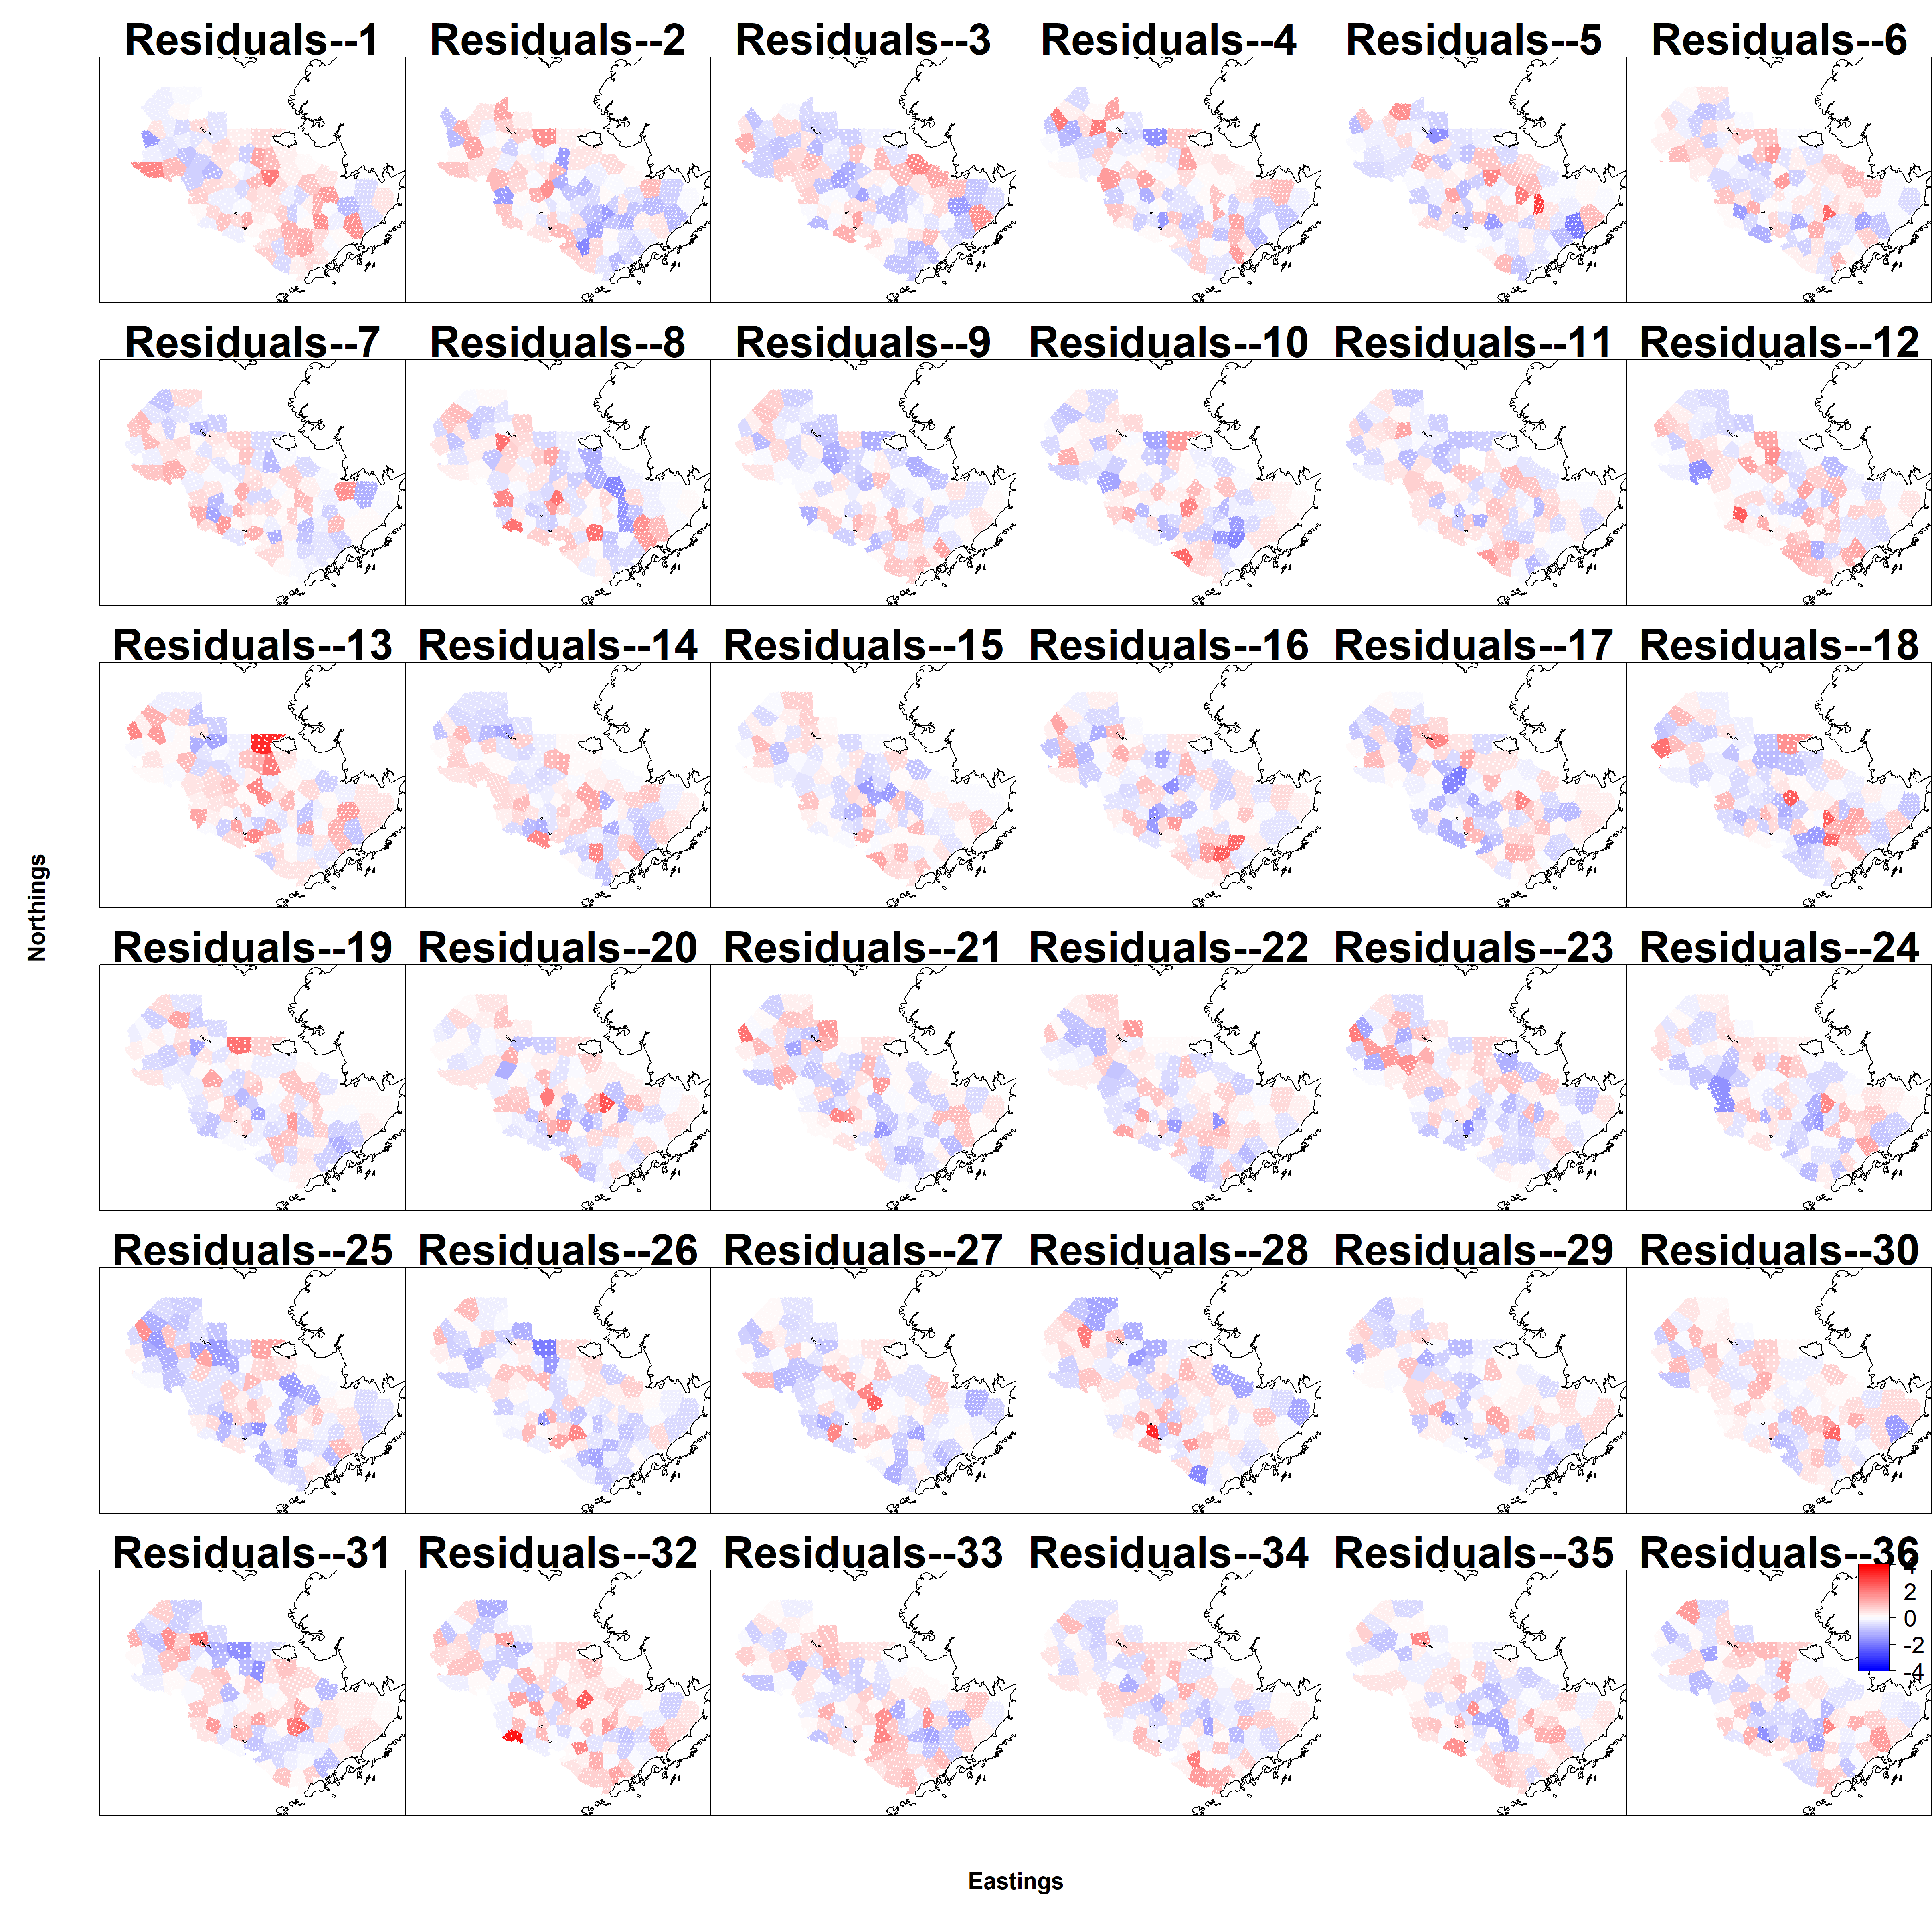 Residuals--1 Residuals--2 Residuals--3 Residuals--4 Residuals--5 Residuals--6
Residuals--7 Residuals--8 Residuals--9 Residuals--10 Residuals--11 Residuals--12
Residuals--13 Residuals--14 Residuals--15 Residuals--16 Residuals--17 Residuals--18
Northings
Residuals--19 Residuals--20 Residuals--21 Residuals--22 Residuals--23 Residuals--24
Residuals--25 Residuals--26 Residuals--27 Residuals--28 Residuals--29 Residuals--30
Residuals--31 Residuals--32 Residuals--33 Residuals--34 Residuals--35 Residuals--36
4
2
0
-2
-4
Eastings